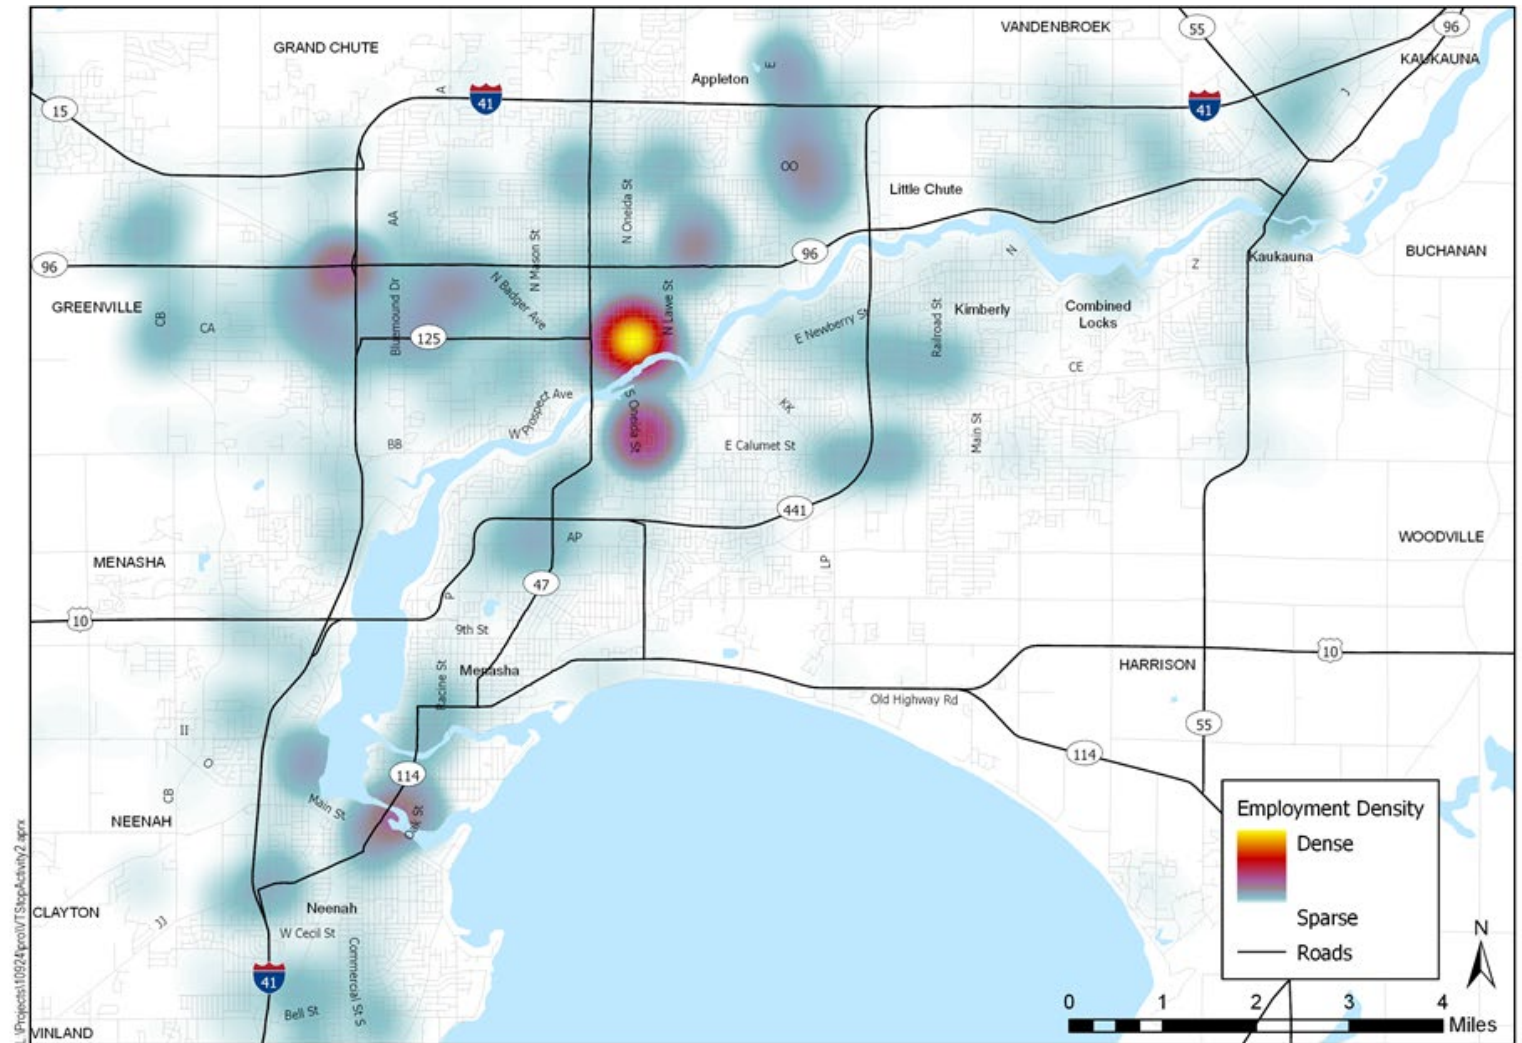 VANDENBROEK
55
96
GRAND CHUTE
KAUKAUNA
E
Appleton
A
41
41
J
15
OO
Little Chute
AA
N Oneida St
N Mason St
96
96
N
BUCHANAN
Kaukauna
Z
GREENVILLE
CB
CA
Bluemound Dr
N Badger Ave
N Lawe St
Kimberly
Combined
Locks
E Newberry St
Railroad St
125
CE
W Prospect Ave
S Oneida St
KK
BB
E Calumet St
Main St
441
AP
WOODVILLE
MENASHA
LP
47
P
10
9th St
10
Menasha
HARRISON
Racine St
Old Highway Rd
II
55
O
114
114
CB
Main St
Oak St
NEENAH
Employment Density
Dense
Sparse
Roads
CLAYTON
JJ
Neenah
W Cecil St
N
Commercial St S
41
Bell St
VINLAND
0 1 2 3 4
Miles